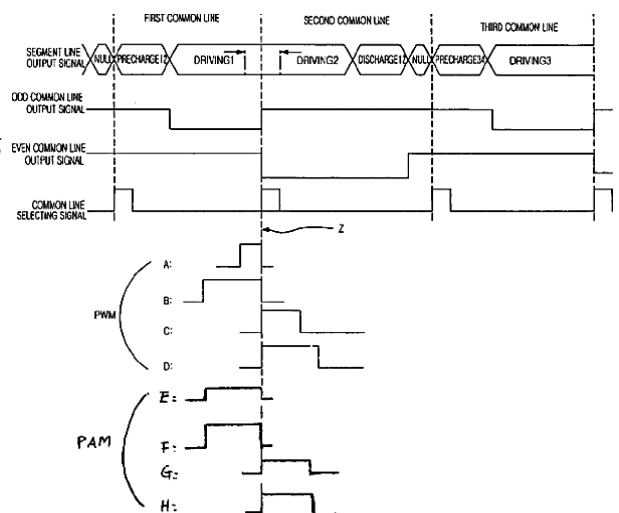 FIRST COMMON LINE
SECOND COMMON LINE
THIRD COMMON LINE
SEGMENT LINE
OUTPUT SIGNAL
NULL
PRECHARGE12
DRIVING1
DRIVING2
DISCHARGE12
NULL
PRECHARGE34
DRIVING3
ODD COMMON LINE
OUTPUT SIGNAL
EVEN COMMON LINE
OUTPUT SIGNAL
COMMON LINE
SELECTING SIGNAL
Z
A:
B:
PWM
C:
D:
E:
PAM
F:
G:
H: